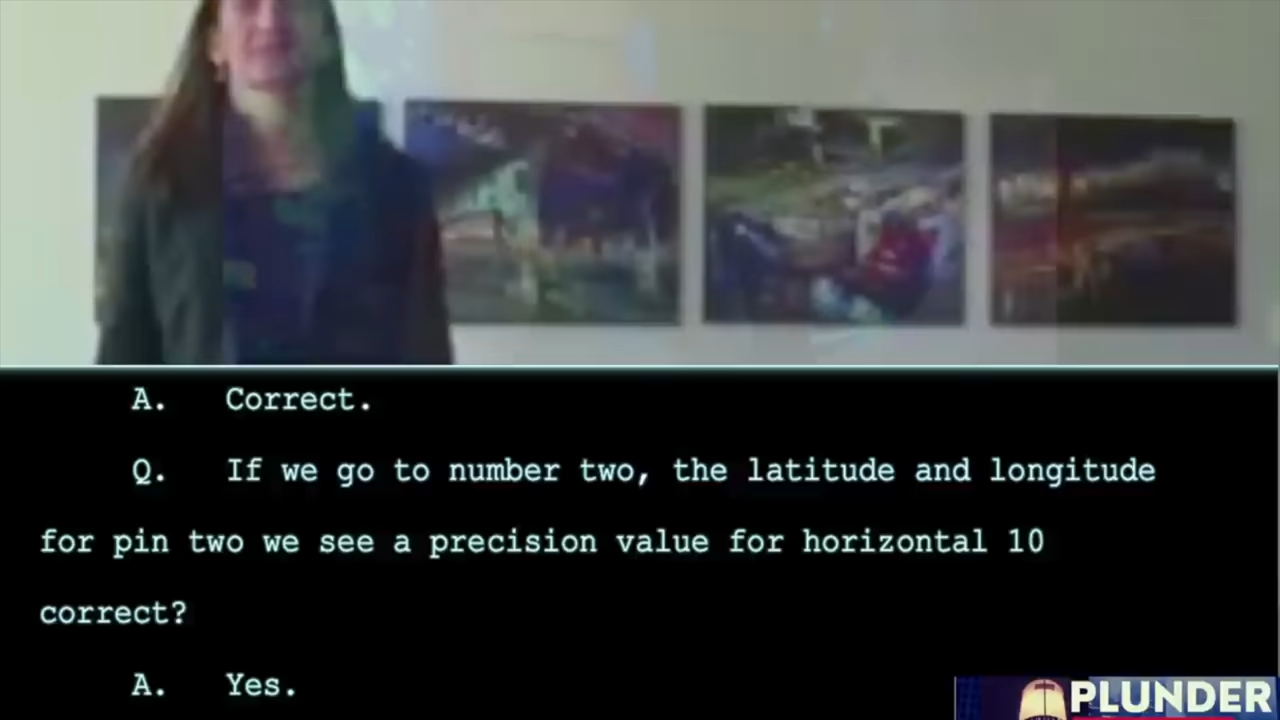 A. Correct.
Q. If we go to number two, the latitude and longitude
for pin two we see a precision value for horizontal 10
correct?
A. Yes.
PLUNDER